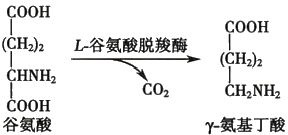 COOH
(CH₂)₂
CHNH₂
COOH
谷氨酸
L-谷氨酸脱羧酶
CO₂
COOH
(CH₂)₂
CH₂NH₂
γ-氨基丁酸